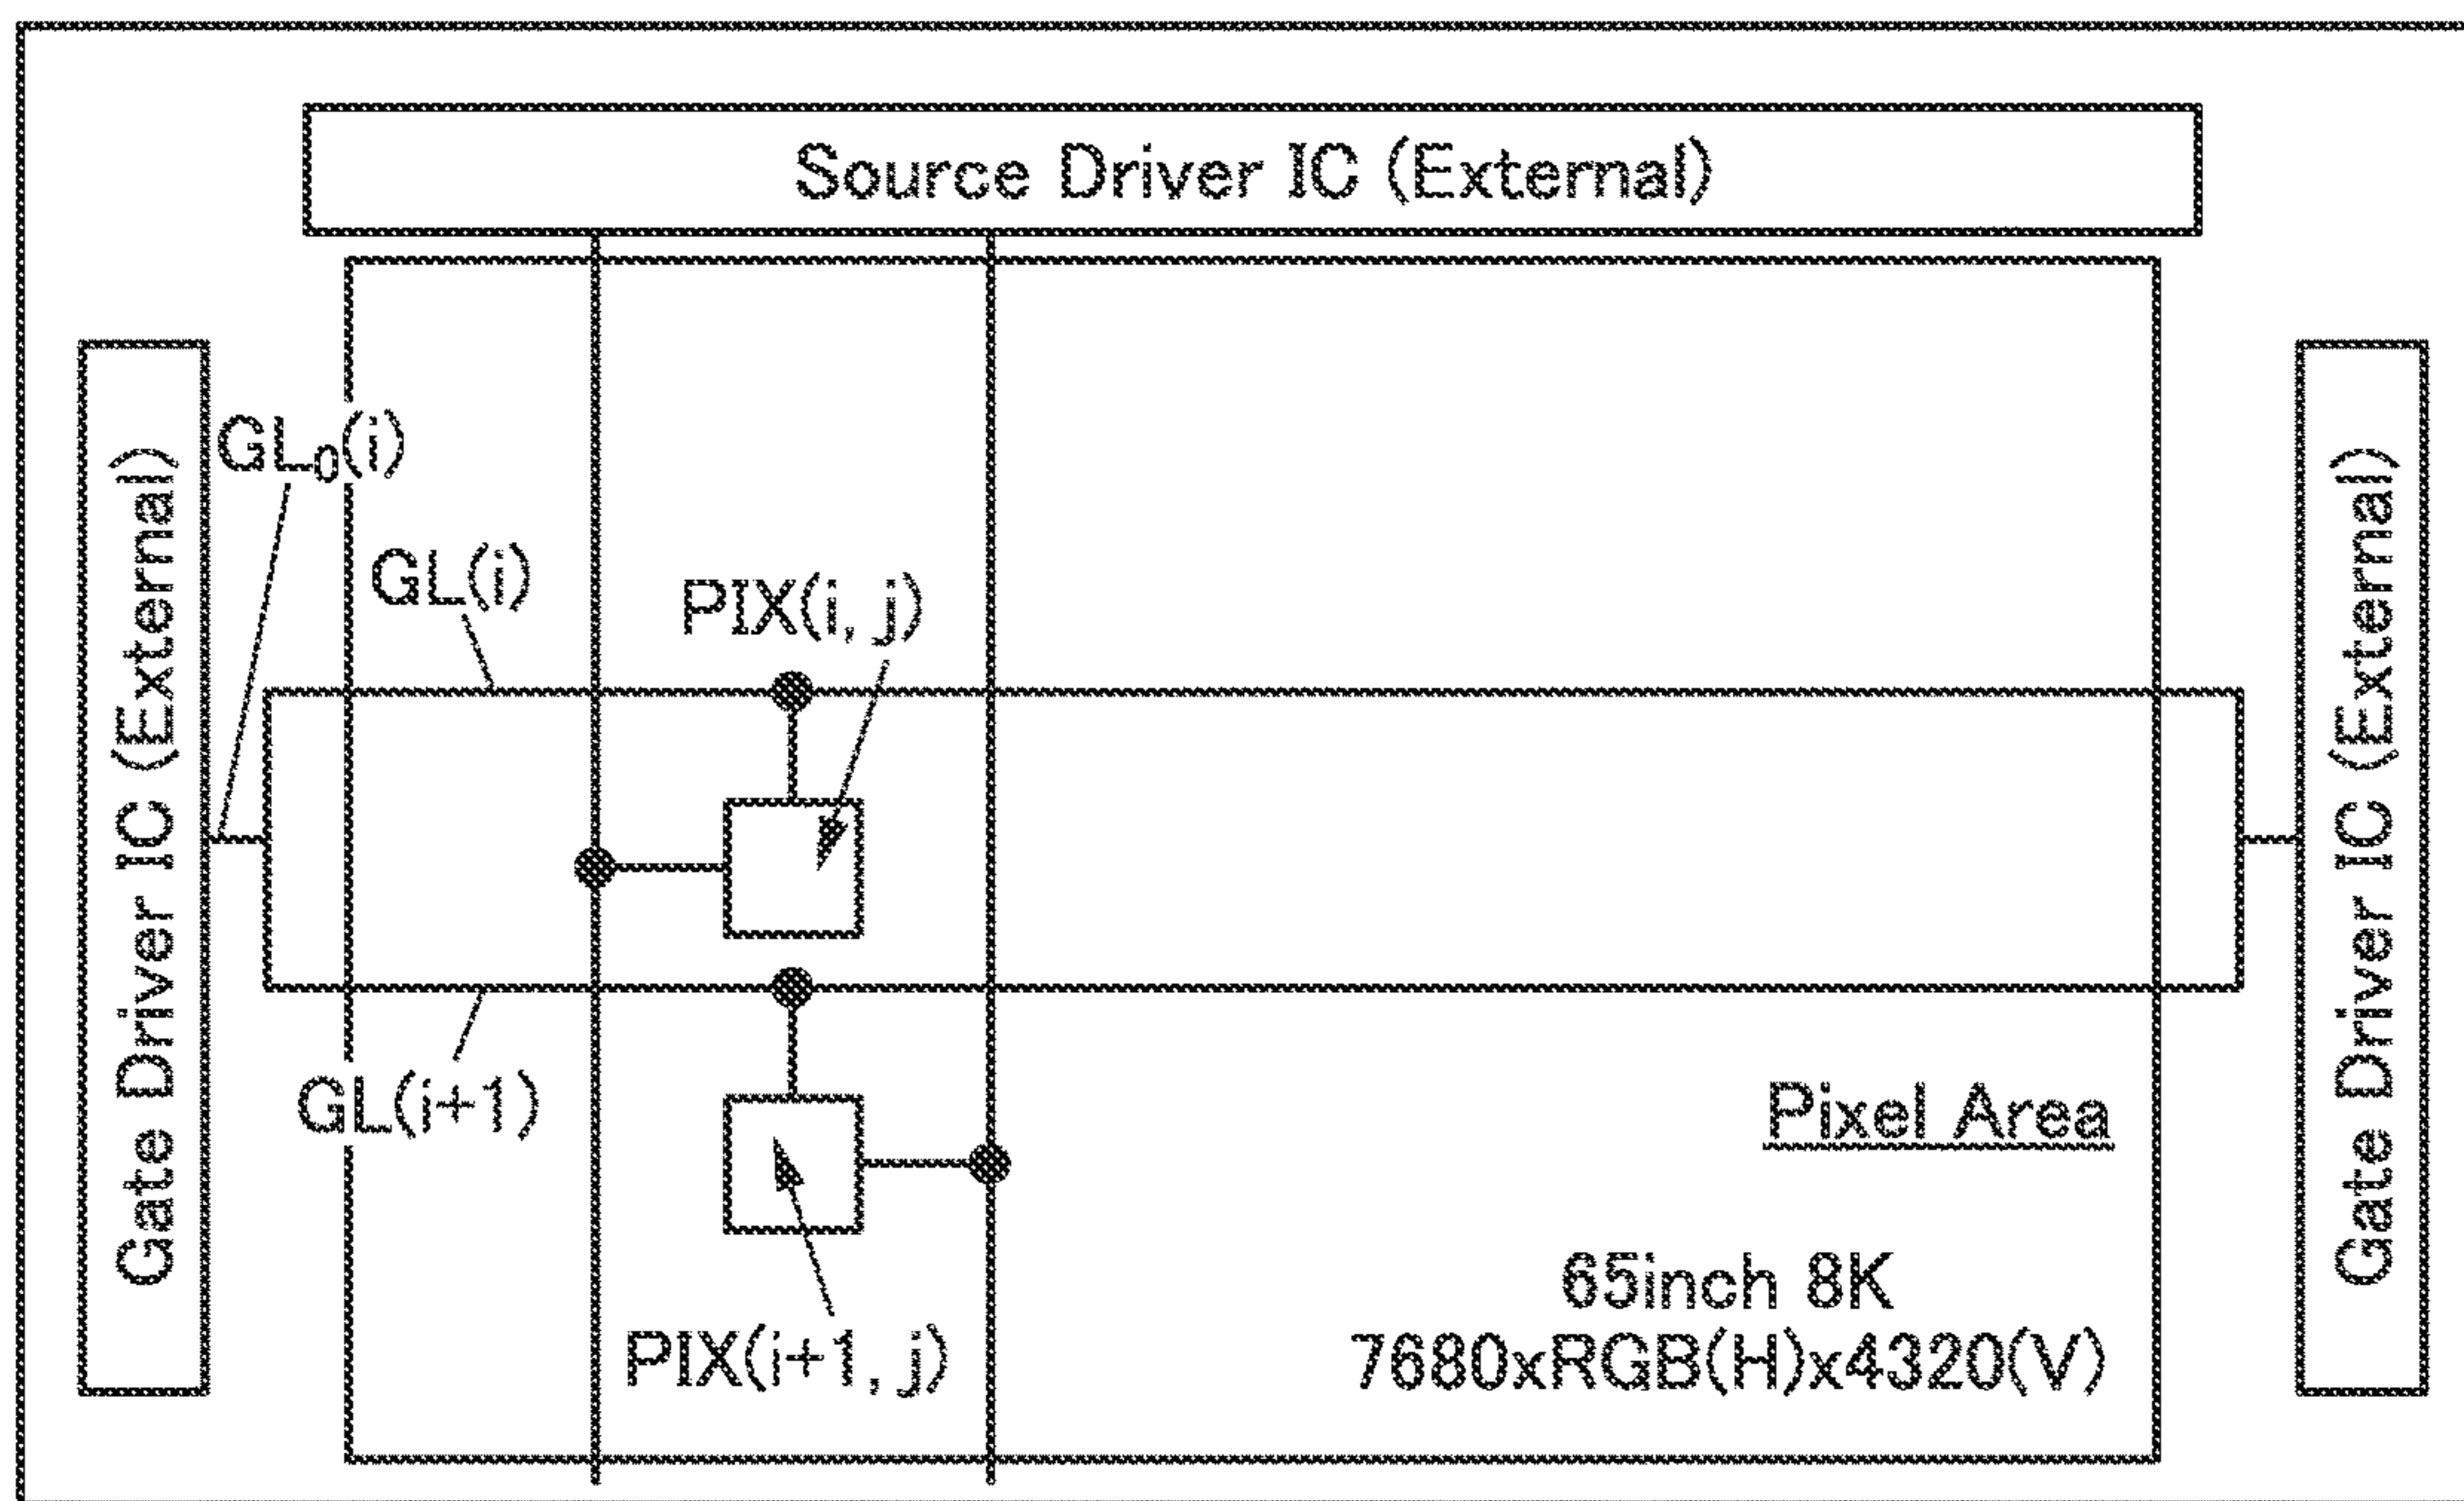 Source Driver IC (External)
Gate Driver IC (External)
GL₀(i)
GL(i)
PIX(i, j)
GL(i+1)
PIX(i+1, j)
Pixel Area
65inch 8K
7680xRGB(H)x4320(V)
Gate Driver IC (External)